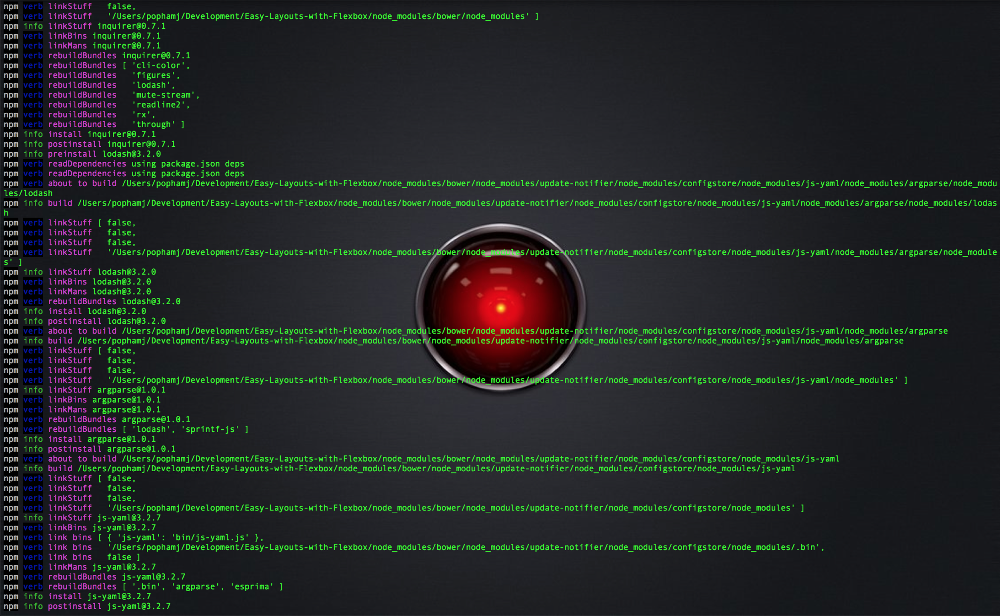 npm verb linkStuff   false,
npm verb linkStuff   '/Users/pophamj/Development/Easy-Layouts-with-Flexbox/node_modules/bower/node_modules' ]
npm info linkStuff inquirer@0.7.1
npm verb linkBins inquirer@0.7.1
npm verb linkMans inquirer@0.7.1
npm verb rebuildBundles inquirer@0.7.1
npm verb rebuildBundles [ 'cli-color',
npm verb rebuildBundles   'figures',
npm verb rebuildBundles   'lodash',
npm verb rebuildBundles   'mute-stream',
npm verb rebuildBundles   'readline2',
npm verb rebuildBundles   'rx',
npm verb rebuildBundles   'through' ]
npm info install inquirer@0.7.1
npm info postinstall inquirer@0.7.1
npm info preinstall lodash@3.2.0
npm verb readDependencies using package.json deps
npm verb readDependencies using package.json deps
npm verb about to build /Users/pophamj/Development/Easy-Layouts-with-Flexbox/node_modules/bower/node_modules/update-notifier/node_modules/configstore/node_modules/js-yaml/node_modules/argparse/node_modu
les/lodash
npm info build /Users/pophamj/Development/Easy-Layouts-with-Flexbox/node_modules/bower/node_modules/update-notifier/node_modules/configstore/node_modules/js-yaml/node_modules/argparse/node_modules/lodas
h
npm verb linkStuff [ false,
npm verb linkStuff   false,
npm verb linkStuff   false,
npm verb linkStuff   '/Users/pophamj/Development/Easy-Layouts-with-Flexbox/node_modules/bower/node_modules/update-notifier/node_modules/configstore/node_modules/js-yaml/node_modules/argparse/node_module
s' ]
npm info linkStuff lodash@3.2.0
npm verb linkBins lodash@3.2.0
npm verb linkMans lodash@3.2.0
npm verb rebuildBundles lodash@3.2.0
npm info install lodash@3.2.0
npm info postinstall lodash@3.2.0
npm verb about to build /Users/pophamj/Development/Easy-Layouts-with-Flexbox/node_modules/bower/node_modules/update-notifier/node_modules/configstore/node_modules/js-yaml/node_modules/argparse
npm info build /Users/pophamj/Development/Easy-Layouts-with-Flexbox/node_modules/bower/node_modules/update-notifier/node_modules/configstore/node_modules/js-yaml/node_modules/argparse
npm verb linkStuff [ false,
npm verb linkStuff   false,
npm verb linkStuff   false,
npm verb linkStuff   '/Users/pophamj/Development/Easy-Layouts-with-Flexbox/node_modules/bower/node_modules/update-notifier/node_modules/configstore/node_modules/js-yaml/node_modules' ]
npm info linkStuff argparse@1.0.1
npm verb linkBins argparse@1.0.1
npm verb linkMans argparse@1.0.1
npm verb rebuildBundles argparse@1.0.1
npm verb rebuildBundles [ 'lodash', 'sprintf-js' ]
npm info install argparse@1.0.1
npm info postinstall argparse@1.0.1
npm verb about to build /Users/pophamj/Development/Easy-Layouts-with-Flexbox/node_modules/bower/node_modules/update-notifier/node_modules/configstore/node_modules/js-yaml
npm info build /Users/pophamj/Development/Easy-Layouts-with-Flexbox/node_modules/bower/node_modules/update-notifier/node_modules/configstore/node_modules/js-yaml
npm verb linkStuff [ false,
npm verb linkStuff   false,
npm verb linkStuff   false,
npm verb linkStuff   '/Users/pophamj/Development/Easy-Layouts-with-Flexbox/node_modules/bower/node_modules/update-notifier/node_modules/configstore/node_modules' ]
npm info linkStuff js-yaml@3.2.7
npm verb linkBins js-yaml@3.2.7
npm verb link bins [ { 'js-yaml': 'bin/js-yaml.js' },
npm verb link bins   '/Users/pophamj/Development/Easy-Layouts-with-Flexbox/node_modules/bower/node_modules/update-notifier/node_modules/configstore/node_modules/.bin',
npm verb link bins   false ]
npm verb linkMans js-yaml@3.2.7
npm verb rebuildBundles js-yaml@3.2.7
npm verb rebuildBundles [ '.bin', 'argparse', 'esprima' ]
npm info install js-yaml@3.2.7
npm info postinstall js-yaml@3.2.7